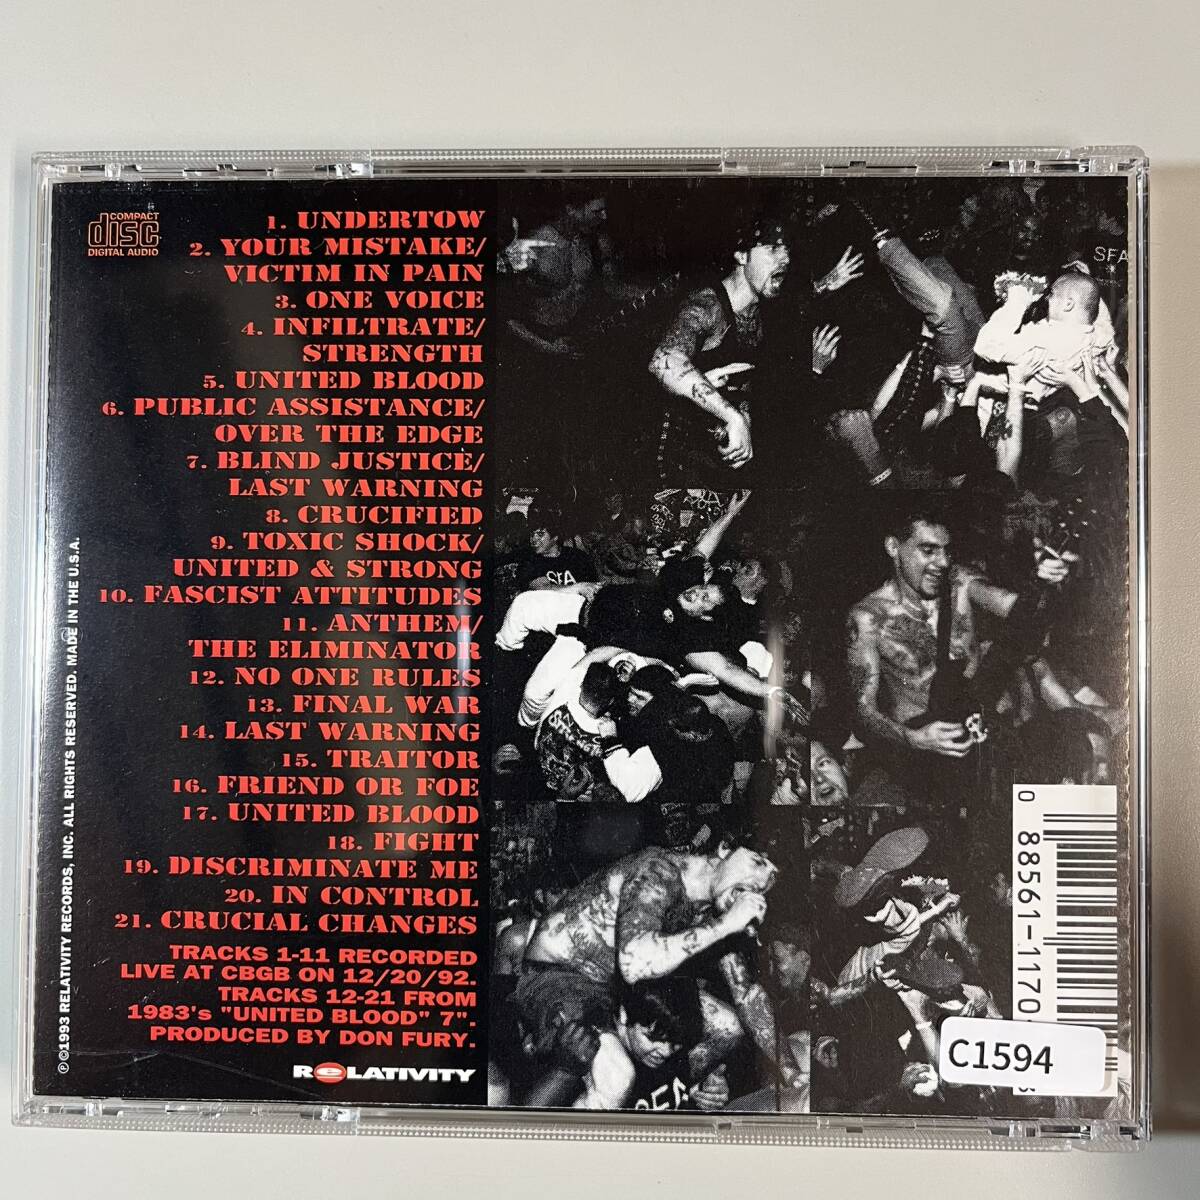 COMPACT
disc
DIGITAL AUDIO
1. UNDERTOW
2. YOUR MISTAKE/
VICTIM IN PAIN
3. ONE VOICE
4. INFILTRATE/
STRENGTH
5. UNITED BLOOD
6. PUBLIC ASSISTANCE/
OVER THE EDGE
7. BLIND JUSTICE/
LAST WARNING
8. CRUCIFIED
9. TOXIC SHOCK/
UNITED & STRONG
10. FASCIST ATTITUDES
11. ANTHEM/
THE ELIMINATOR
12. NO ONE RULES
13. FINAL WAR
14. LAST WARNING
15. TRAITOR
16. FRIEND OR FOE
17. UNITED BLOOD
18. FIGHT
19. DISCRIMINATE ME
20. IN CONTROL
21. CRUCIAL CHANGES
TRACKS 1-11 RECORDED
LIVE AT CBGB ON 12/20/92.
TRACKS 12-21 FROM
1983's "UNITED BLOOD" 7".
PRODUCED BY DON FURY.
ReLATIVITY
℗©1993 RELATIVITY RECORDS, INC. ALL RIGHTS RESERVED. MADE IN THE U.S.A.
SFA
SFA
SFA
0 88561-1170
C1594